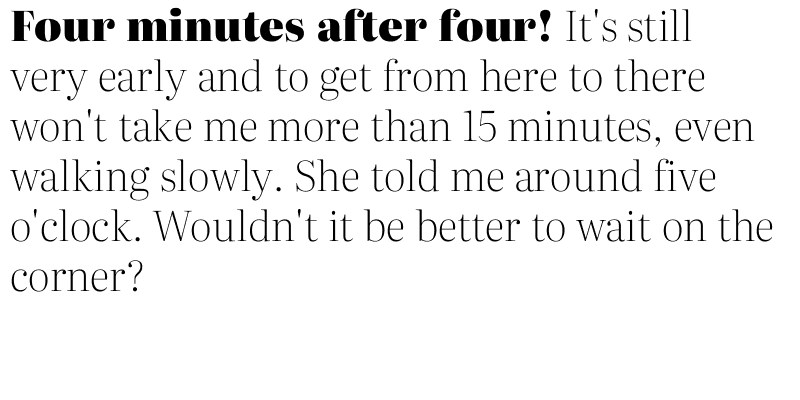 Four minutes after four! It's still
very early and to get from here to there
won't take me more than 15 minutes, even
walking slowly. She told me around five
o'clock. Wouldn't it be better to wait on the
corner?